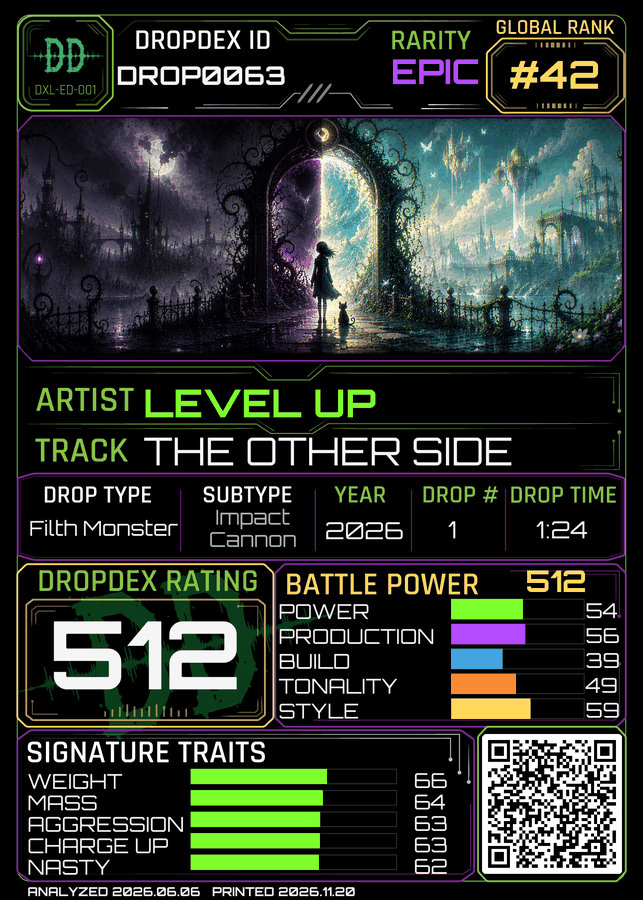 DD
DXL-ED-001
DROPDEX ID
DROP0063
RARITY
EPIC
GLOBAL RANK
#42
ARTIST LEVEL UP
TRACK THE OTHER SIDE
DROP TYPE
Filth Monster
SUBTYPE
Impact
Cannon
YEAR
2026
DROP #
1
DROP TIME
1:24
DROPDEX RATING
512
BATTLE POWER 512
POWER 54
PRODUCTION 56
BUILD 39
TONALITY 49
STYLE 59
SIGNATURE TRAITS
WEIGHT 66
MASS 64
AGGRESSION 63
CHARGE UP 63
NASTY 62
ANALYZED 2026.06.06 PRINTED 2026.11.20